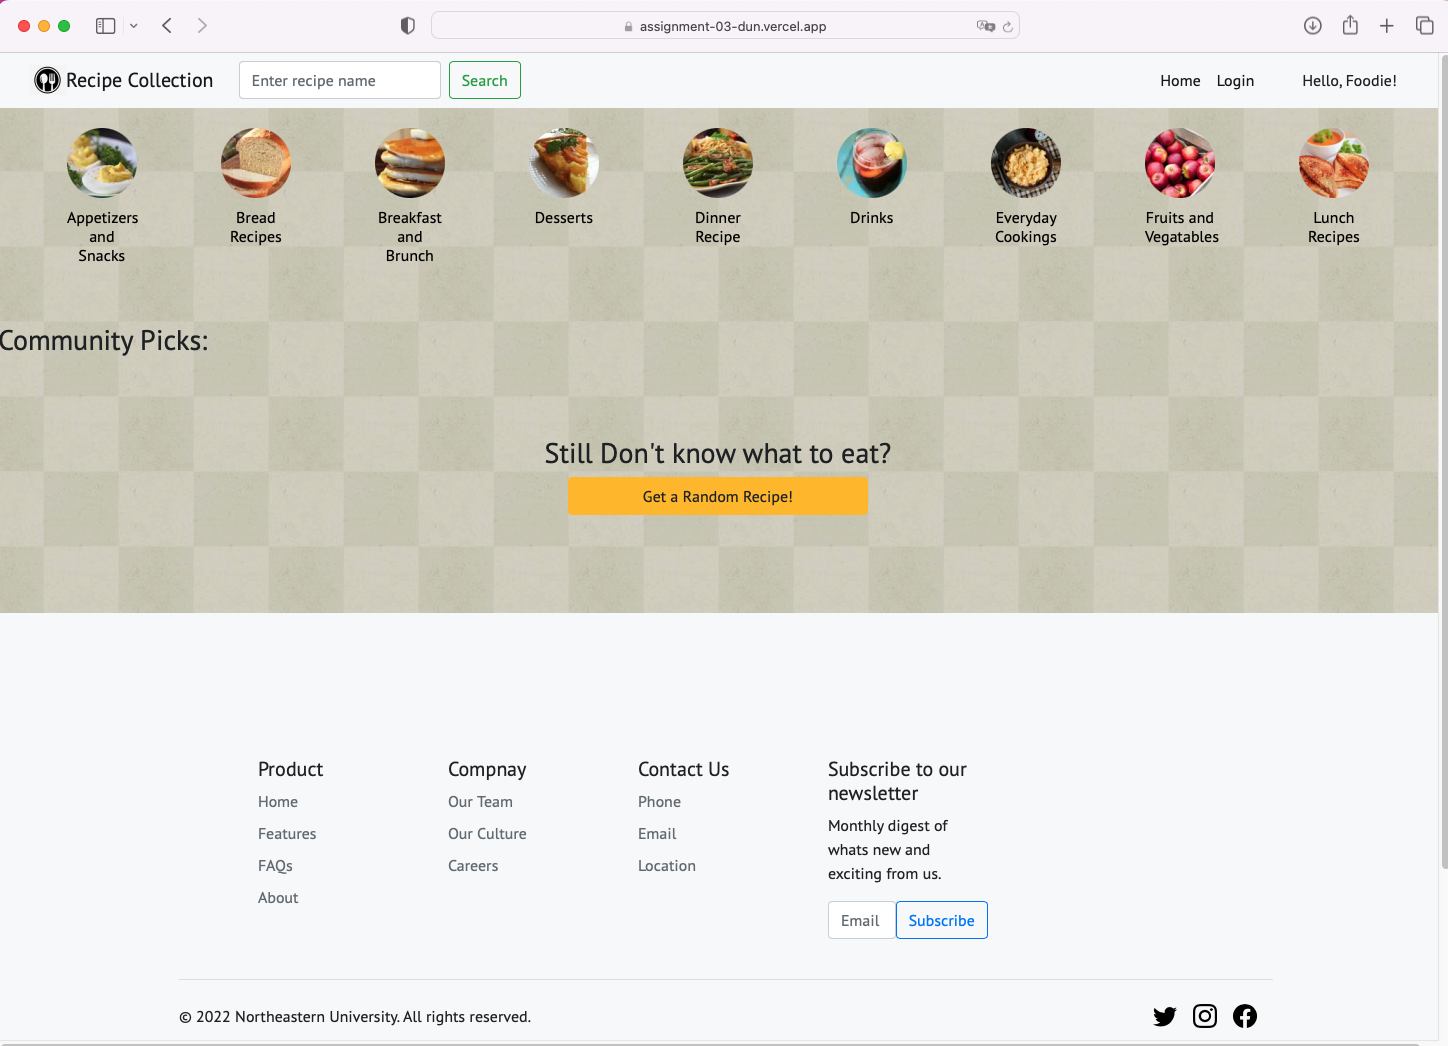 assignment-03-dun.vercel.app
Recipe Collection
Enter recipe name
Search
Home
Login
Hello, Foodie!
Appetizers
and
Snacks
Bread
Recipes
Breakfast
and
Brunch
Desserts
Dinner
Recipe
Drinks
Everyday
Cookings
Fruits and
Vegatables
Lunch
Recipes
Community Picks:
Still Don't know what to eat?
Get a Random Recipe!
Product
Home
Features
FAQs
About
Compnay
Our Team
Our Culture
Careers
Contact Us
Phone
Email
Location
Subscribe to our
newsletter
Monthly digest of
whats new and
exciting from us.
Email
Subscribe
© 2022 Northeastern University. All rights reserved.